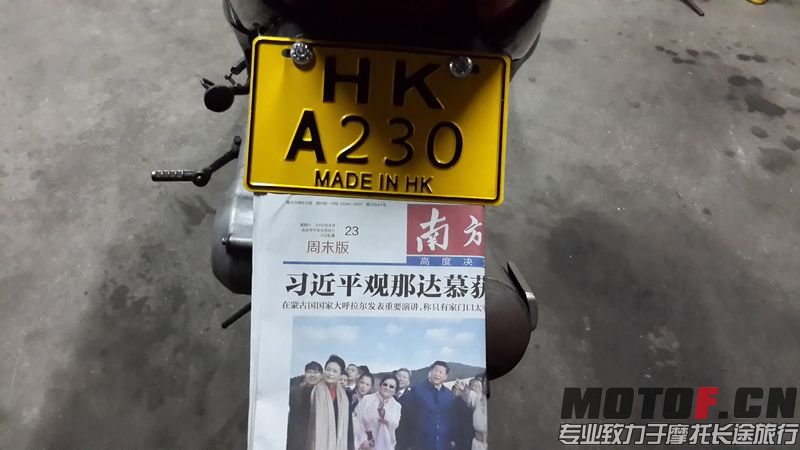 HK
A230
MADE IN HK
23
周末版
南方
高度决
习近平观那达慕获
在蒙古国国家大呼拉尔发表重要演讲,称只有家门口太
MOTOF.CN
专业致力于摩托长途旅行